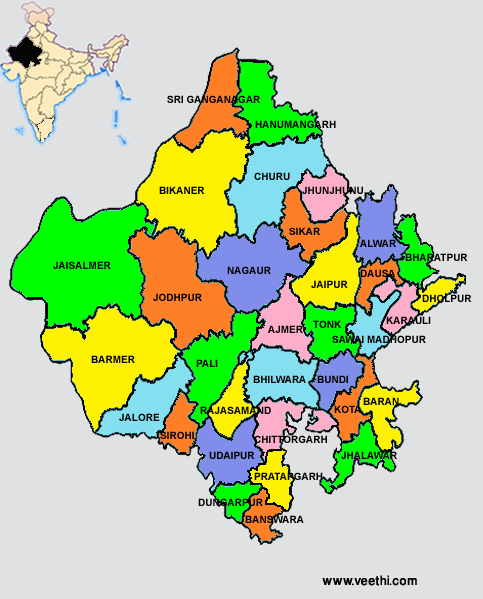 SRI GANGANAGAR
HANUMANGARH
BIKANER
CHURU
JHUNJHUNU
SIKAR
ALWAR
BHARATPUR
JAISALMER
NAGAUR
DAUSA
JAIPUR
DHOLPUR
JODHPUR
KARAULI
AJMER
TONK
SAWAI MADHOPUR
BARMER
PALI
BHILWARA
BUNDI
BARAN
KOTA
RAJASAMAND
JALORE
SIROHI
CHITTORGARH
UDAIPUR
JHALAWAR
PRATAPGARH
DUNGARPUR
BANSWARA
www.veethi.com